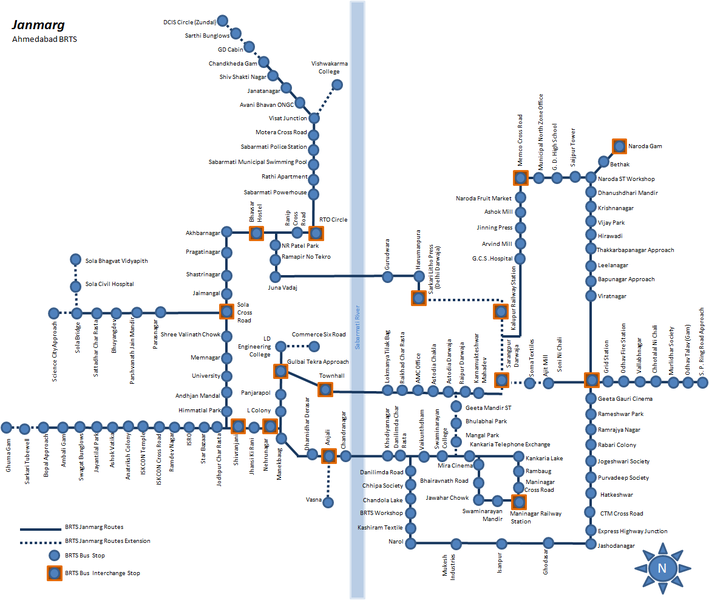 Janmarg
Ahmedabad BRTS
DCIS Circle (Zundal)
Sarthi Bunglows
GD Cabin
Chandkheda Gam
Shiv Shakti Nagar
Janatanagar
Avani Bhavan ONGC
Vishwakarma
College
Visat Junction
Motera Cross Road
Sabarmati Police Station
Sabarmati Municipal Swimming Pool
Rathi Apartment
Sabarmati Powerhouse
RTO Circle
Ranip
Cross
Road
Bhavsar
Hostel
Akhbarnagar
NR Patel Park
Ramapir No Tekro
Juna Vadaj
Pragatinagar
Shastrinagar
Jaimangal
Sola
Cross
Road
Sola Bhagvat Vidyapith
Sola Civil Hospital
Science City Approach
Sola Bridge
Sattadhar Char Rasta
Bhuyangdev
Parshvanath Jain Mandir
Parasnagar
Shree Valinath Chowk
Memnagar
University
Andhjan Mandal
Himmatlal Park
LD
Engineering
College
Commerce Six Road
Gulbai Tekra Approach
Townhall
Panjarapol
L Colony
Ghuma Gam
Sarkari Tubewell
Bopal Approach
Ambali Gam
Swagat Bunglow
Jayantilal Park
Ashok Vatika
Anatrikh Colony
ISKCON Temple
ISKCON Cross Road
Ramdev Nagar
ISRO
Star Bazaar
Jodhpur Char Rasta
Shivranjani
Jhansi Ki Rani
Nehrunagar
Manekbaug
Dharnidhar Derasar
Anjali
Chandranagar
Vasna
Sabarmati River
Gurudwara
Hanumanpura
Sarkari Litho Press
(Delhi Darwaja)
Kalupur Railway Station
Sarangpur
Darwaja
Lokmanya Tilak Bag
Raikhad Char Rasta
AMC Office
Astodia Chakla
Astodia Darwaja
Raipur Darwaja
Karnamukteshwar
Mahadev
Soma Textiles
Ajit Mill
Soni Ni Chali
Grid Station
Odhav Fire Station
Vallabhnagar
Chhotalal Ni Chali
Murlidhar Society
Odhav Talav (Gam)
S. P. Ring Road Approach
Memco Cross Road
Municipal North Zone Office
G. D. High School
Saijpur Tower
Naroda Gam
Bethak
Naroda ST Workshop
Dhanushdhari Mandir
Krishnanagar
Vijay Park
Hirawadi
Thakkarbapanagar Approach
Leelanagar
Bapunagar Approach
Viratnagar
Naroda Fruit Market
Ashok Mill
Jinning Press
Arvind Mill
G.C.S. Hospital
Geeta Mandir ST
Bhulabhai Park
Mangal Park
Kankaria Telephone Exchange
Khodiyarnagar
Danilimda Char
Rasta
Vaikunthdham
Swaminarayan
College
Mira Cinema
Bhairavnath Road
Jawahar Chowk
Swaminarayan
Mandir
Kankaria Lake
Rambaug
Maninagar
Cross Road
Maninagar Railway
Station
Danilimda Road
Chhipa Society
Chandola Lake
BRTS Workshop
Kashiram Textile
Narol
Mukesh
Industries
Isanpur
Ghodasar
Geeta Gauri Cinema
Rameshwar Park
Ramrajya Nagar
Rabari Colony
Jogeshwari Society
Purvadeep Society
Hatkeshwar
CTM Cross Road
Express Highway Junction
Jashodanagar
BRTS Janmarg Routes
BRTS Janmarg Routes Extension
BRTS Bus Stop
BRTS Bus Interchange Stop
N